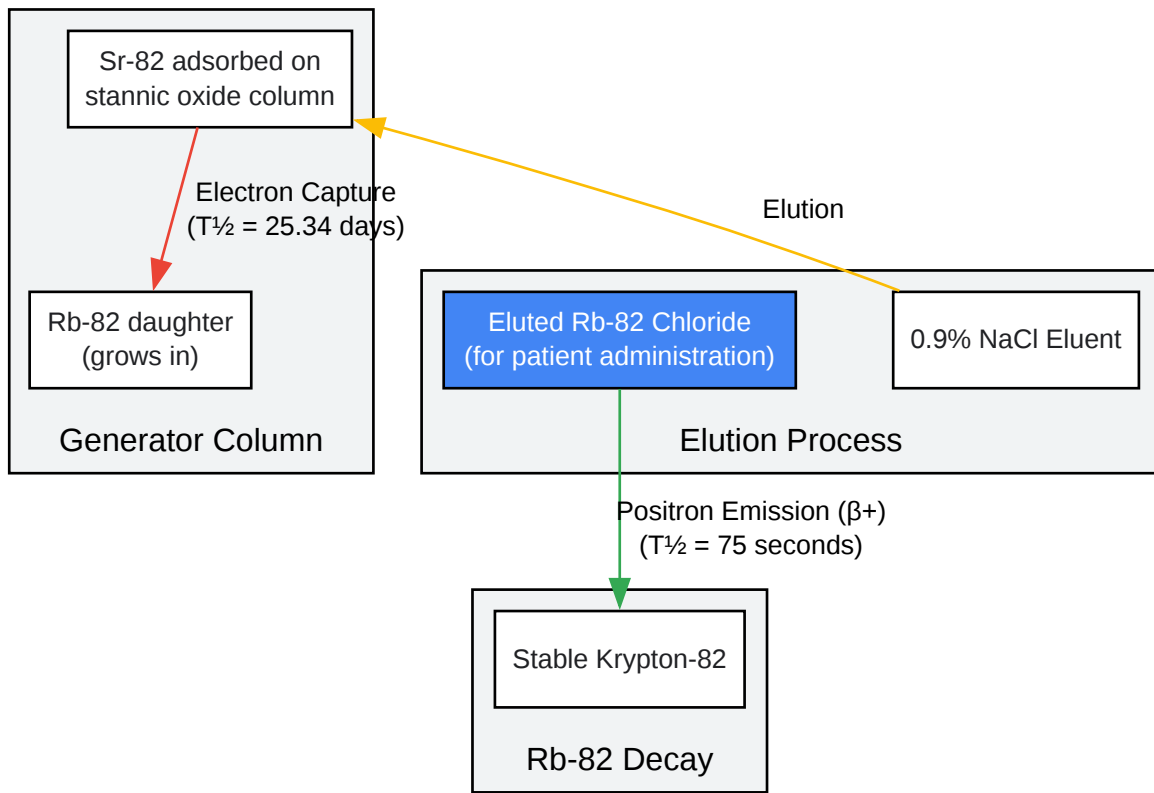 Sr-82 adsorbed on
stannic oxide column
Electron Capture
(T½ = 25.34 days)
Elution
Rb-82 daughter
(grows in)
Eluted Rb-82 Chloride
(for patient administration)
0.9% NaCl Eluent
Generator Column
Elution Process
Positron Emission (β+)
(T½ = 75 seconds)
Stable Krypton-82
Rb-82 Decay